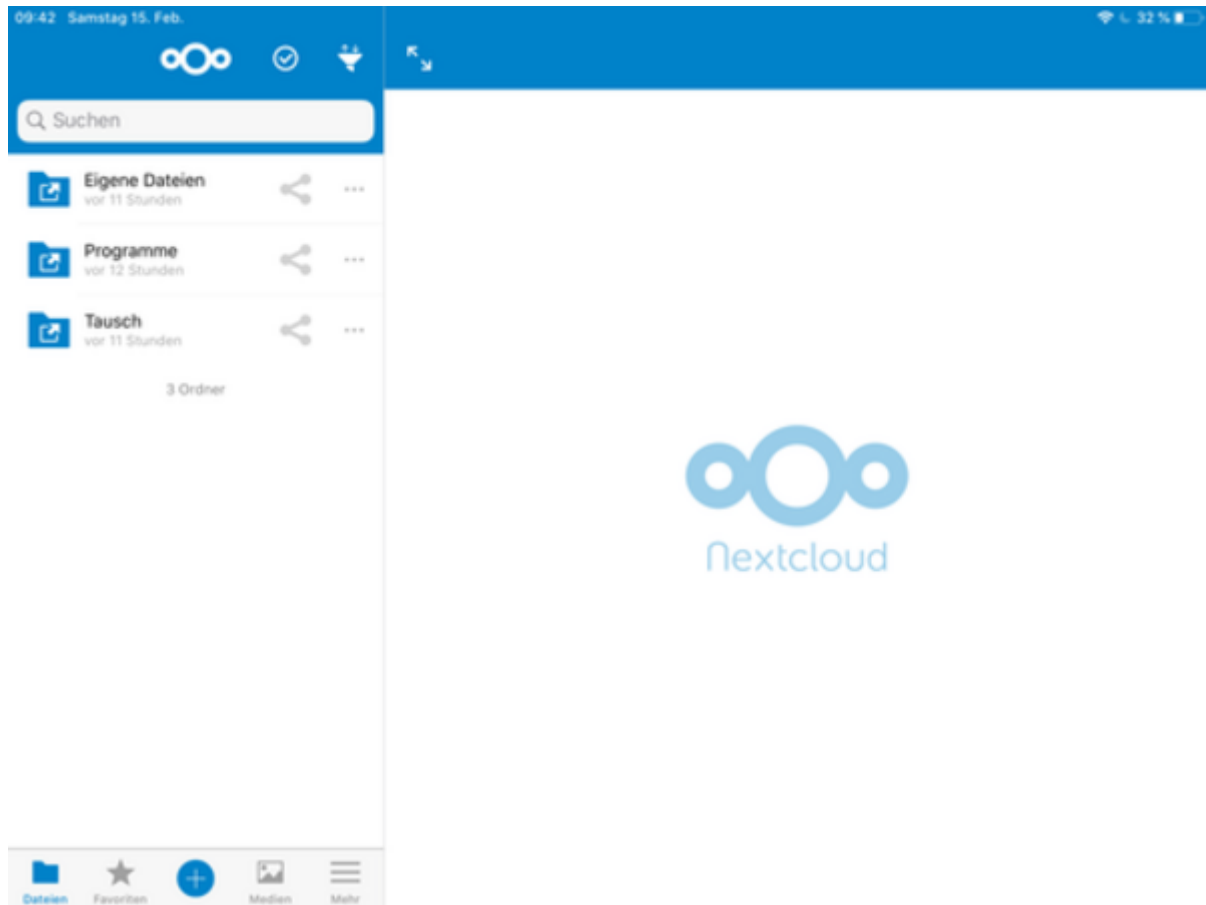 09:42 Samstag 15. Feb.
32 %
Suchen
Eigene Dateien
vor 11 Stunden
Programme
vor 12 Stunden
Tausch
vor 11 Stunden
3 Ordner
Nextcloud
Dateien Favoriten Medien Mehr